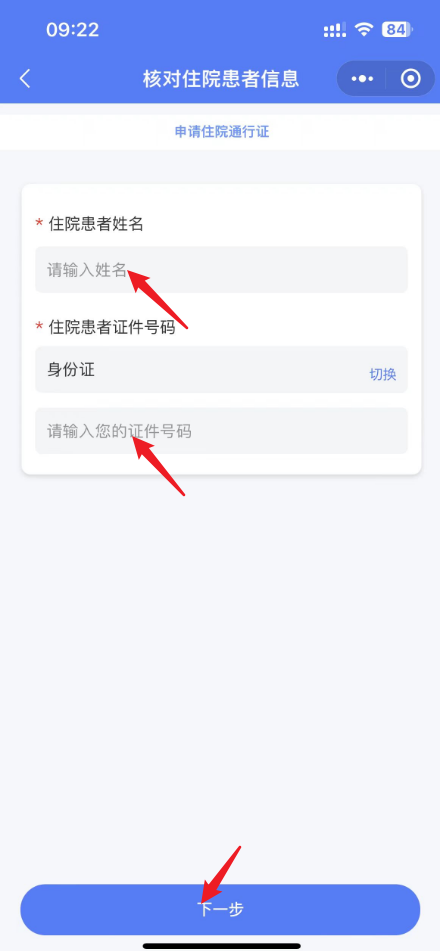 09:22
84
核对住院患者信息
申请住院通行证
* 住院患者姓名
请输入姓名
* 住院患者证件号码
身份证
切换
请输入您的证件号码
下一步